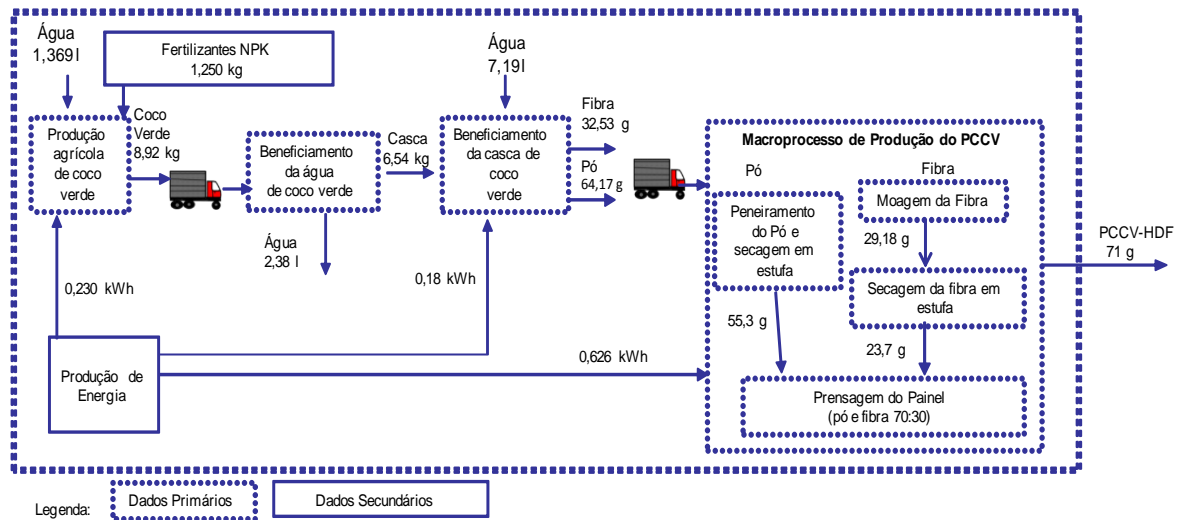 Água
1,369 l
Fertilizantes NPK
1,250 kg
Água
7,19 l
Produção
agrícola
de coco
verde
Coco
Verde
8,92 kg
Beneficiamento
da água
de coco verde
Casca
6,54 kg
Beneficiamento
da casca de
coco
verde
Fibra
32,53 g
Pó
64,17 g
Macroprocesso de Produção do PCCV
Pó
Fibra
Peneiramento
do Pó e
secagem em
estufa
Moagem da Fibra
29,18 g
Secagem da fibra em
estufa
PCCV-HDF
71 g
Água
2,38 l
0,230 kWh
0,18 kWh
55,3 g
23,7 g
0,626 kWh
Produção de
Energia
Prensagem do Painel
(pó e fibra 70:30)
Legenda:
Dados Primários
Dados Secundários